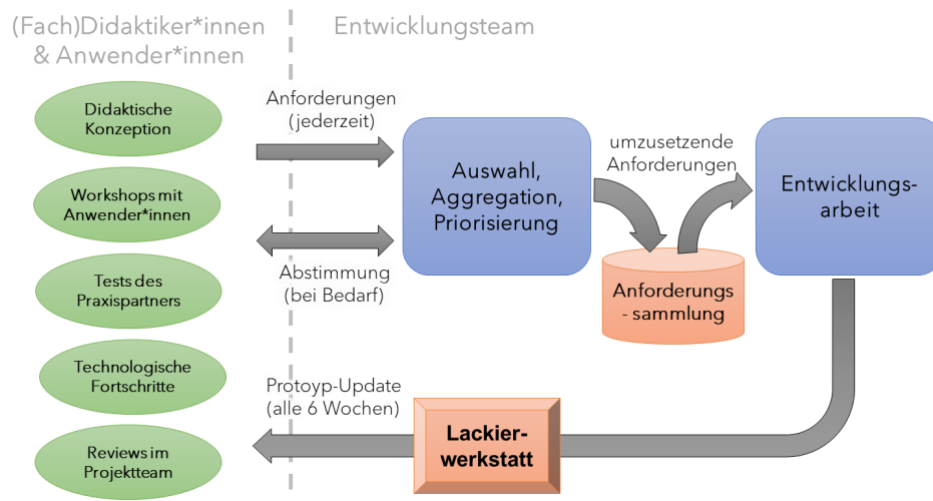 (Fach)Didaktiker*innen
& Anwender*innen
Entwicklungsteam
Didaktische
Konzeption
Workshops mit
Anwender*innen
Tests des
Praxispartners
Technologische
Fortschritte
Reviews im
Projektteam
Anforderungen
(jederzeit)
Abstimmung
(bei Bedarf)
Auswahl,
Aggregation,
Priorisierung
umzusetzende
Anforderungen
Anforderungs
- sammlung
Entwicklungs-
arbeit
Protoyp-Update
(alle 6 Wochen)
Lackier-
werkstatt